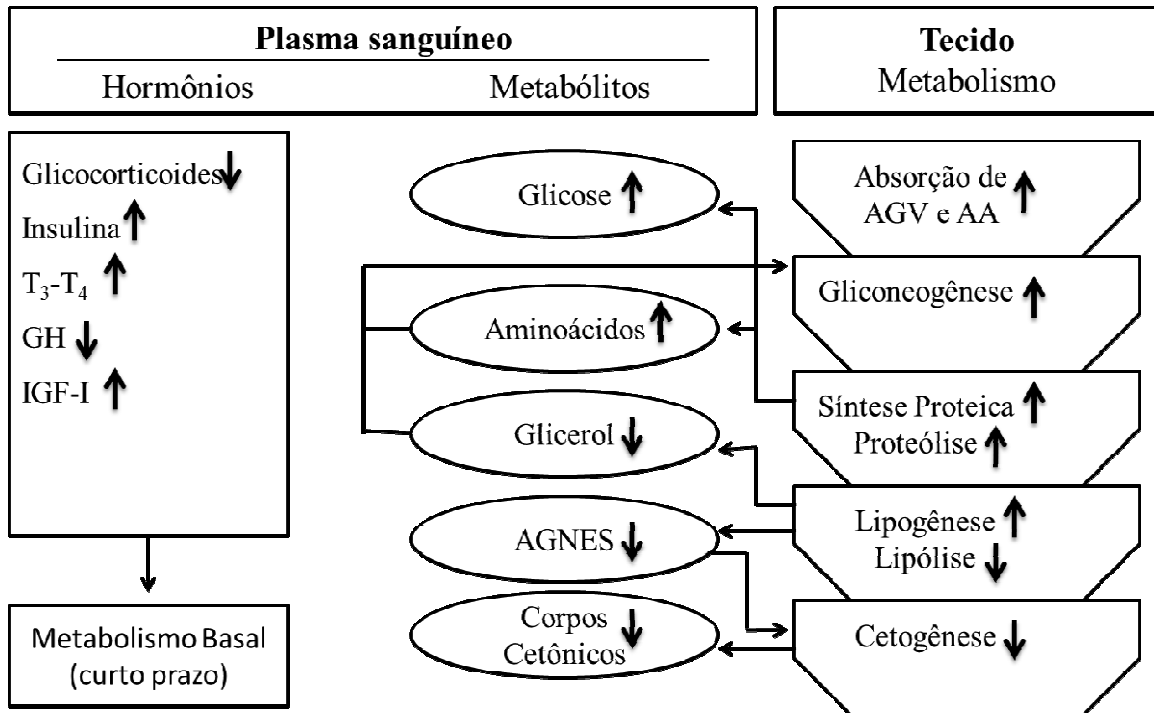 Plasma sanguíneo
Hormônios
Metabólitos
Tecido
Metabolismo
Glicocorticoides
Insulina
T₃-T₄
GH
IGF-I
Metabolismo Basal
(curto prazo)
Glicose
Aminoácidos
Glicerol
AGNES
Corpos
Cetônicos
Absorção de
AGV e AA
Gliconeogênese
Síntese Proteica
Proteólise
Lipogênese
Lipólise
Cetogênese